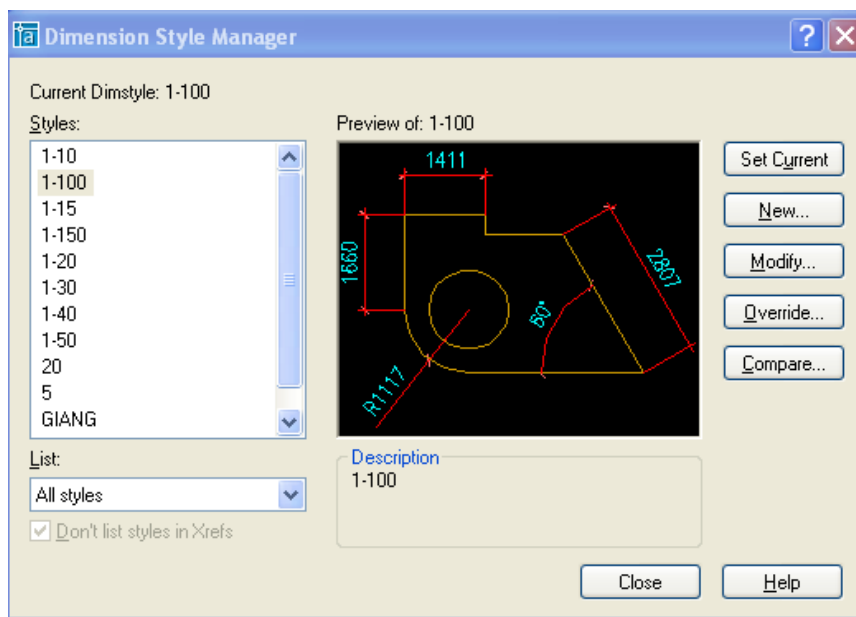 Dimension Style Manager
Current Dimstyle: 1-100
Styles:
1-10
1-100
1-15
1-150
1-20
1-30
1-40
1-50
20
5
GIANG
List:
All styles
Don't list styles in Xrefs
Preview of: 1-100
1411
1660
2807
60°
R1117
Description
1-100
Set Current
New...
Modify...
Override...
Compare...
Close
Help